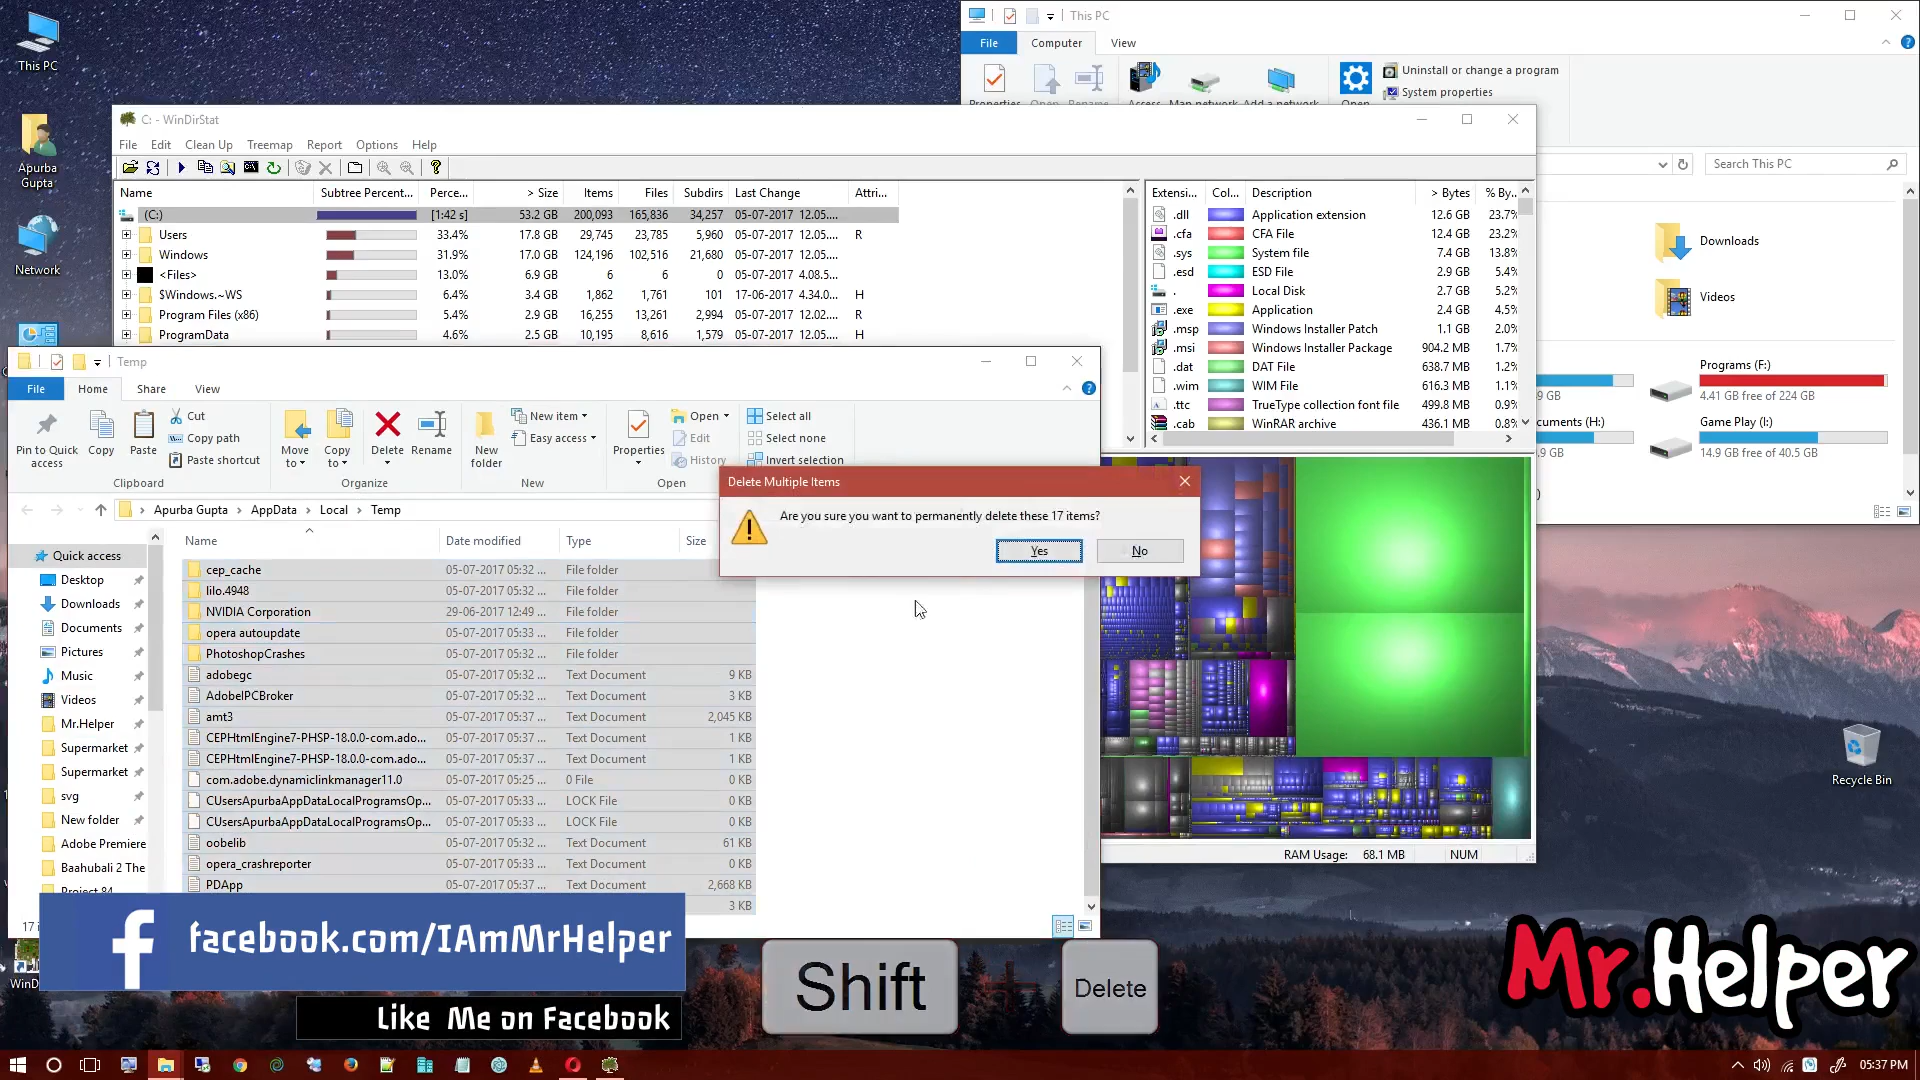 This PC
Apurba
Gupta
Network
This PC
File
Computer
View
Properties
Open
Rename
Access
Map network
Add a network
Open
Uninstall or change a program
System properties
Search This PC
Downloads
Videos
Programs (F:)
4.41 GB free of 224 GB
cuments (H:)
.9 GB
Game Play (I:)
14.9 GB free of 40.5 GB
C: - WinDirStat
File Edit Clean Up Treemap Report Options Help
Name Subtree Percent... Perce... > Size Items Files Subdirs Last Change Attri...
(C:) [1:42 s] 53.2 GB 200,093 165,836 34,257 05-07-2017 12.05....
Users 33.4% 17.8 GB 29,745 23,785 5,960 05-07-2017 12.05.... R
Windows 31.9% 17.0 GB 124,196 102,516 21,680 05-07-2017 12.05....
<Files> 13.0% 6.9 GB 6 6 0 05-07-2017 4.08.5...
$Windows.~WS 6.4% 3.4 GB 1,862 1,761 101 17-06-2017 4.34.0... H
Program Files (x86) 5.4% 2.9 GB 16,255 13,261 2,994 05-07-2017 12.02.... R
ProgramData 4.6% 2.5 GB 10,195 8,616 1,579 05-07-2017 12.05.... H
Extensi... Col... Description > Bytes % By...
.dll Application extension 12.6 GB 23.7%
.cfa CFA File 12.4 GB 23.2%
.sys System file 7.4 GB 13.8%
.esd ESD File 2.9 GB 5.4%
. Local Disk 2.7 GB 5.2%
.exe Application 2.4 GB 4.5%
.msp Windows Installer Patch 1.1 GB 2.0%
.msi Windows Installer Package 904.2 MB 1.7%
.dat DAT File 638.7 MB 1.2%
.wim WIM File 616.3 MB 1.1%
.ttc TrueType collection font file 499.8 MB 0.9%
.cab WinRAR archive 436.1 MB 0.8%
RAM Usage: 68.1 MB NUM
Temp
File Home Share View
Pin to Quick
access
Copy
Paste
Cut
Copy path
Paste shortcut
Clipboard
Move
to
Copy
to
Delete
Rename
Organize
New
folder
New item
Easy access
New
Properties
Open
Edit
History
Open
Select all
Select none
Invert selection
Apurba Gupta > AppData > Local > Temp
Name Date modified Type Size
Quick access
Desktop
Downloads
Documents
Pictures
Music
Videos
Mr.Helper
Supermarket
Supermarket
svg
New folder
Adobe Premiere
Baahubali 2 The
Project 84
cep_cache 05-07-2017 05:32 ... File folder
lilo.4948 05-07-2017 05:32 ... File folder
NVIDIA Corporation 29-06-2017 12:49 ... File folder
opera autoupdate 05-07-2017 05:33 ... File folder
PhotoshopCrashes 05-07-2017 05:32 ... File folder
adobegc 05-07-2017 05:32 ... Text Document 9 KB
AdobeIPCBroker 05-07-2017 05:32 ... Text Document 3 KB
amt3 05-07-2017 05:37 ... Text Document 2,045 KB
CEPHtmlEngine7-PHSP-18.0.0-com.ado... 05-07-2017 05:37 ... Text Document 1 KB
CEPHtmlEngine7-PHSP-18.0.0-com.ado... 05-07-2017 05:37 ... Text Document 1 KB
com.adobe.dynamiclinkmanager11.0 05-07-2017 05:25 ... 0 File 0 KB
CUsersApurbaAppDataLocalProgramsOp... 05-07-2017 05:33 ... LOCK File 0 KB
CUsersApurbaAppDataLocalProgramsOp... 05-07-2017 05:33 ... LOCK File 0 KB
oobelib 05-07-2017 05:32 ... Text Document 61 KB
opera_crashreporter 05-07-2017 05:33 ... Text Document 0 KB
PDApp 05-07-2017 05:37 ... Text Document 2,668 KB
3 KB
17 i
Delete Multiple Items
Are you sure you want to permanently delete these 17 items?
Yes
No
Recycle Bin
WinD
facebook.com/IAmMrHelper
Like Me on Facebook
Shift + Delete
Mr.Helper
05:37 PM